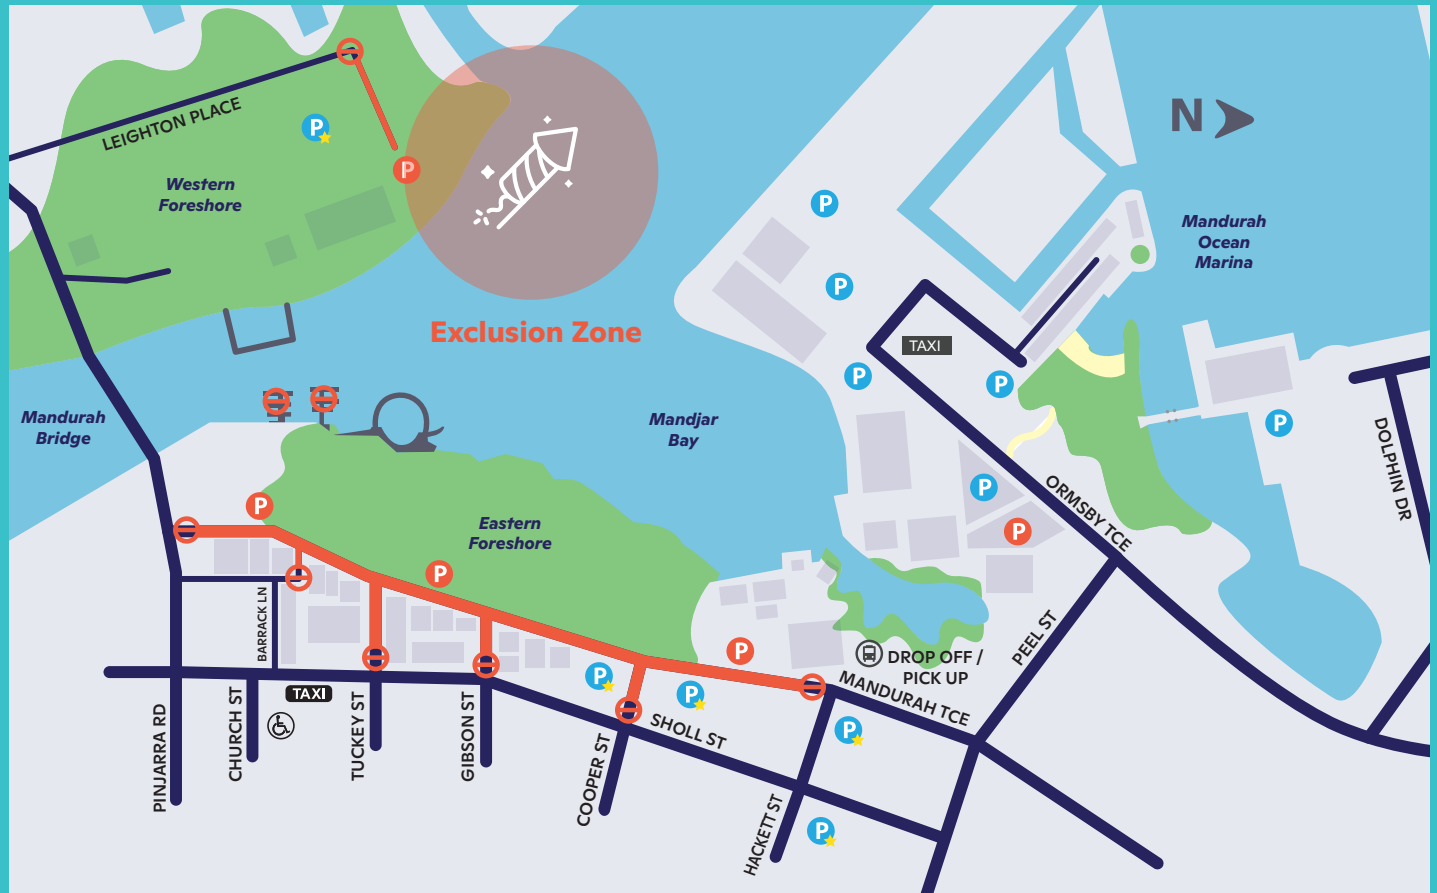 LEIGHTON PLACE
P
P
Western
Foreshore
N
P
Mandurah
Ocean
Marina
P
Exclusion Zone
TAXI
P
P
Mandurah
Bridge
Mandjar
Bay
P
DOLPHIN DR
P
P
Eastern
Foreshore
ORMSBY TCE
P
P
BARRACK LN
PEEL ST
P
DROP OFF /
PICK UP
P
P
MANDURAH TCE
TAXI
PINJARRA RD
CHURCH ST
TUCKEY ST
GIBSON ST
COOPER ST
SHOLL ST
P
HACKETT ST
P